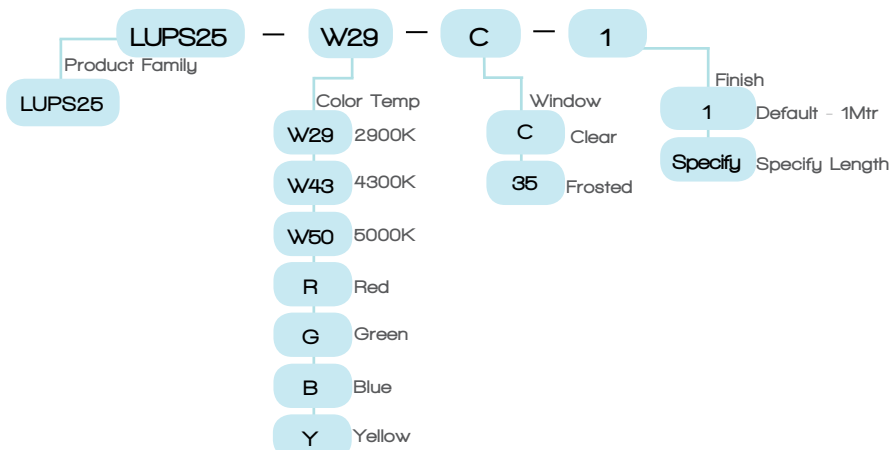 LUPS25 – W29 – C – 1
Product Family
LUPS25
Color Temp
W29 2900K
W43 4300K
W50 5000K
R Red
G Green
B Blue
Y Yellow
Window
C Clear
35 Frosted
Finish
1 Default - 1Mtr
Specify Specify Length